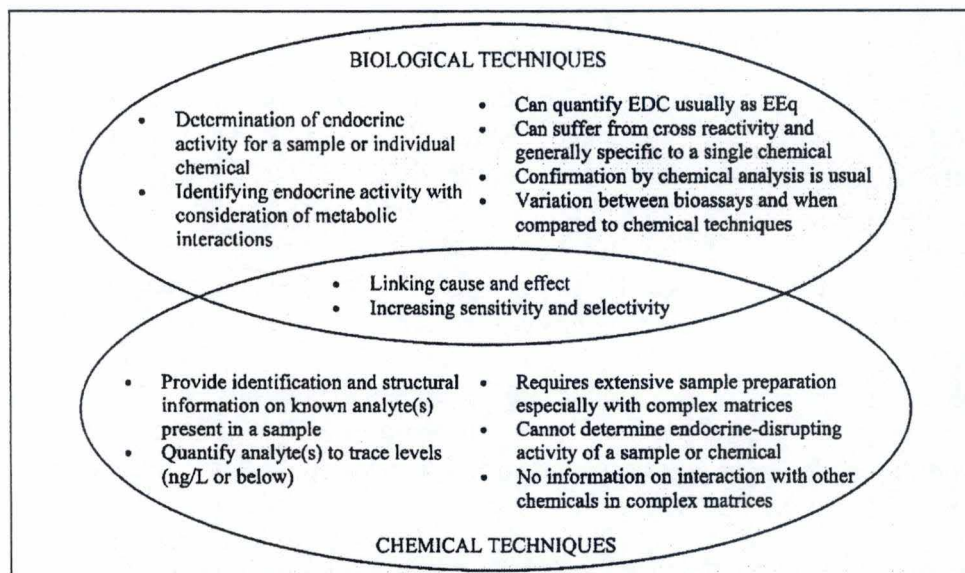 BIOLOGICAL TECHNIQUES
• Determination of endocrine
activity for a sample or individual
chemical
• Identifying endocrine activity with
consideration of metabolic
interactions
• Can quantify EDC usually as EEq
• Can suffer from cross reactivity and
generally specific to a single chemical
• Confirmation by chemical analysis is usual
• Variation between bioassays and when
compared to chemical techniques
• Linking cause and effect
• Increasing sensitivity and selectivity
• Provide identification and structural
information on known analyte(s)
present in a sample
• Quantify analyte(s) to trace levels
(ng/L or below)
• Requires extensive sample preparation
especially with complex matrices
• Cannot determine endocrine-disrupting
activity of a sample or chemical
• No information on interaction with other
chemicals in complex matrices
CHEMICAL TECHNIQUES